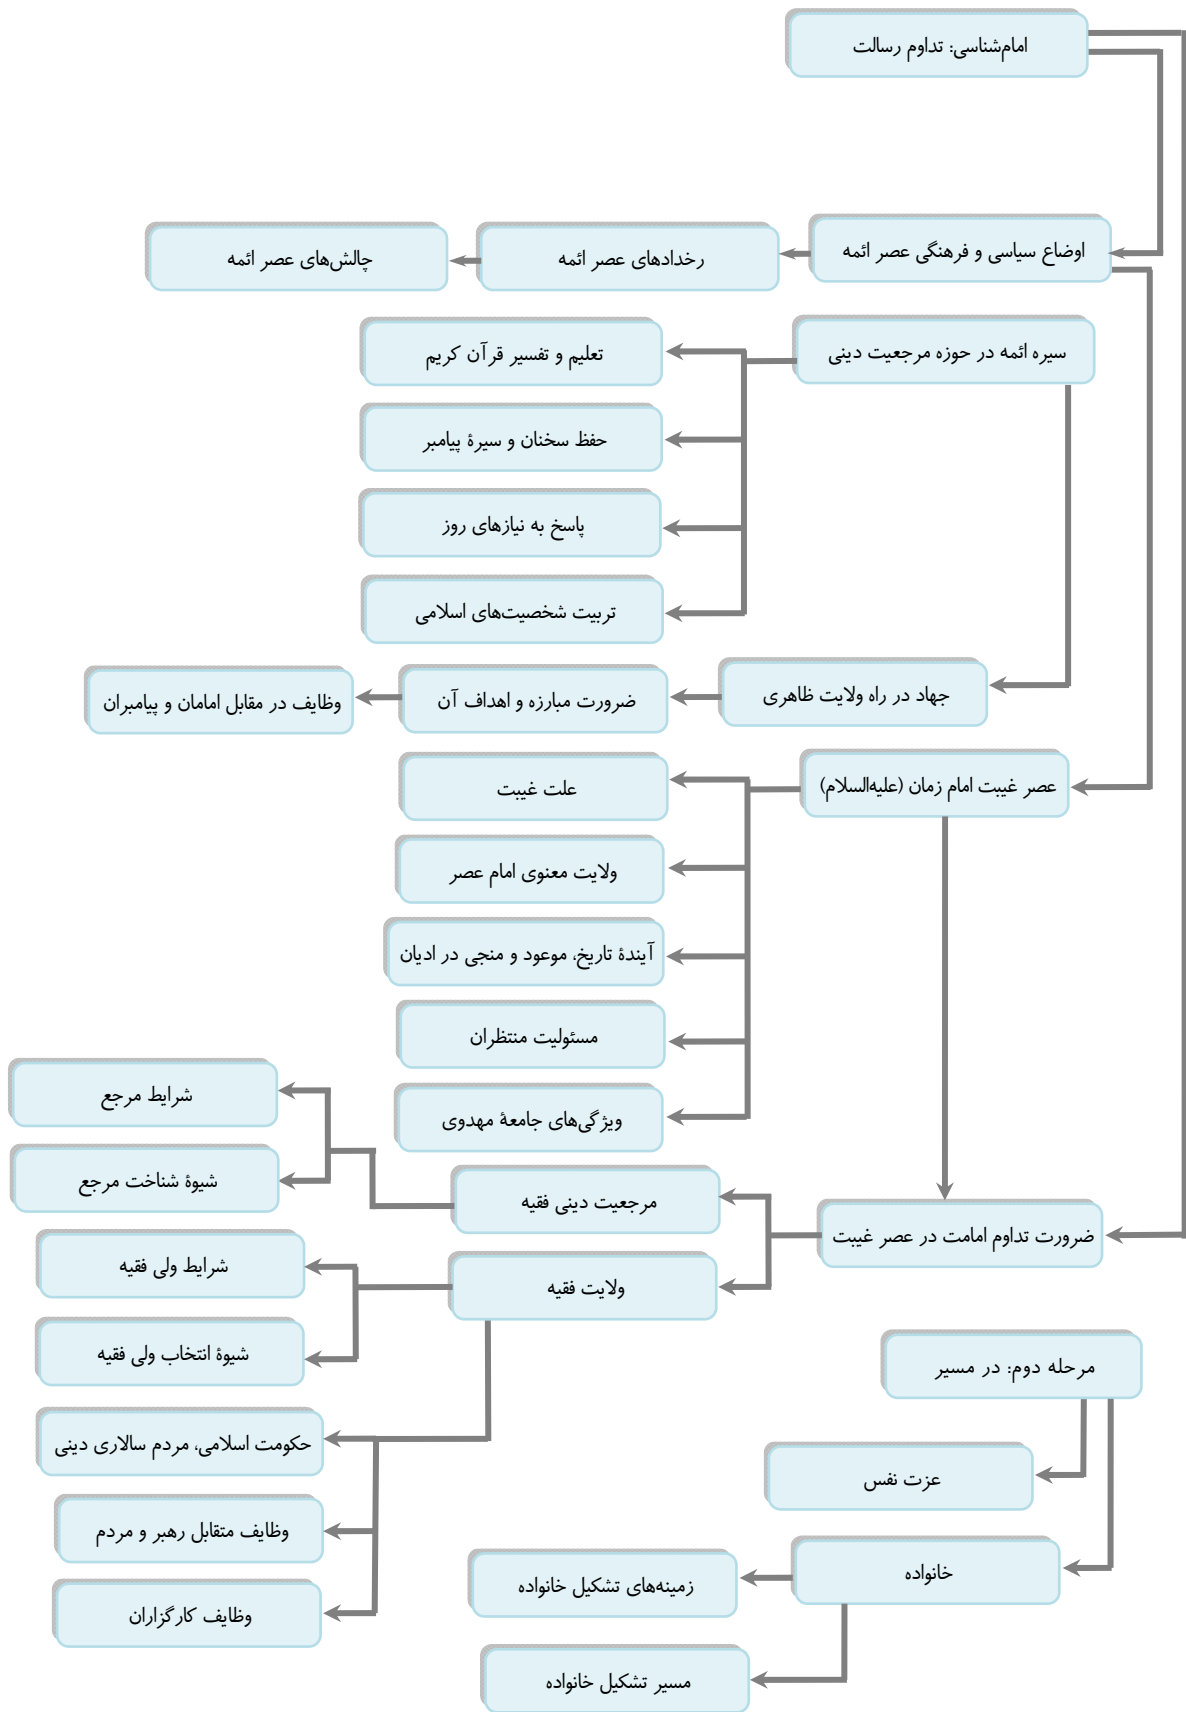 امام‌شناسی: تداوم رسالت
اوضاع سیاسی و فرهنگی عصر ائمه
رخدادهای عصر ائمه
چالش‌های عصر ائمه
سیره ائمه در حوزه مرجعیت دینی
تعلیم و تفسیر قرآن کریم
حفظ سخنان و سیرهٔ پیامبر
پاسخ به نیازهای روز
تربیت شخصیت‌های اسلامی
جهاد در راه ولایت ظاهری
ضرورت مبارزه و اهداف آن
وظایف در مقابل امامان و پیامبران
عصر غیبت امام زمان (علیه‌السلام)
علت غیبت
ولایت معنوی امام عصر
آیندهٔ تاریخ، موعود و منجی در ادیان
مسئولیت منتظران
ویژگی‌های جامعهٔ مهدوی
ضرورت تداوم امامت در عصر غیبت
مرجعیت دینی فقیه
شرایط مرجع
شیوهٔ شناخت مرجع
ولایت فقیه
شرایط ولی فقیه
شیوهٔ انتخاب ولی فقیه
حکومت اسلامی، مردم سالاری دینی
وظایف متقابل رهبر و مردم
وظایف کارگزاران
مرحله دوم: در مسیر
عزت نفس
خانواده
زمینه‌های تشکیل خانواده
مسیر تشکیل خانواده